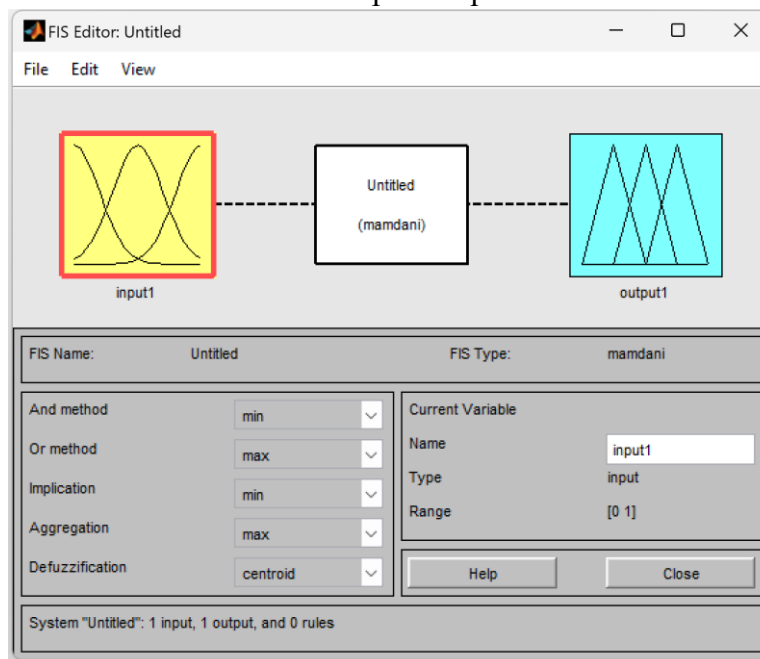 FIS Editor: Untitled
File Edit View
Untitled
(mamdani)
input1
output1
FIS Name: Untitled FIS Type: mamdani
And method min
Or method max
Implication min
Aggregation max
Defuzzification centroid
Current Variable
Name input1
Type input
Range [0 1]
Help Close
System "Untitled": 1 input, 1 output, and 0 rules